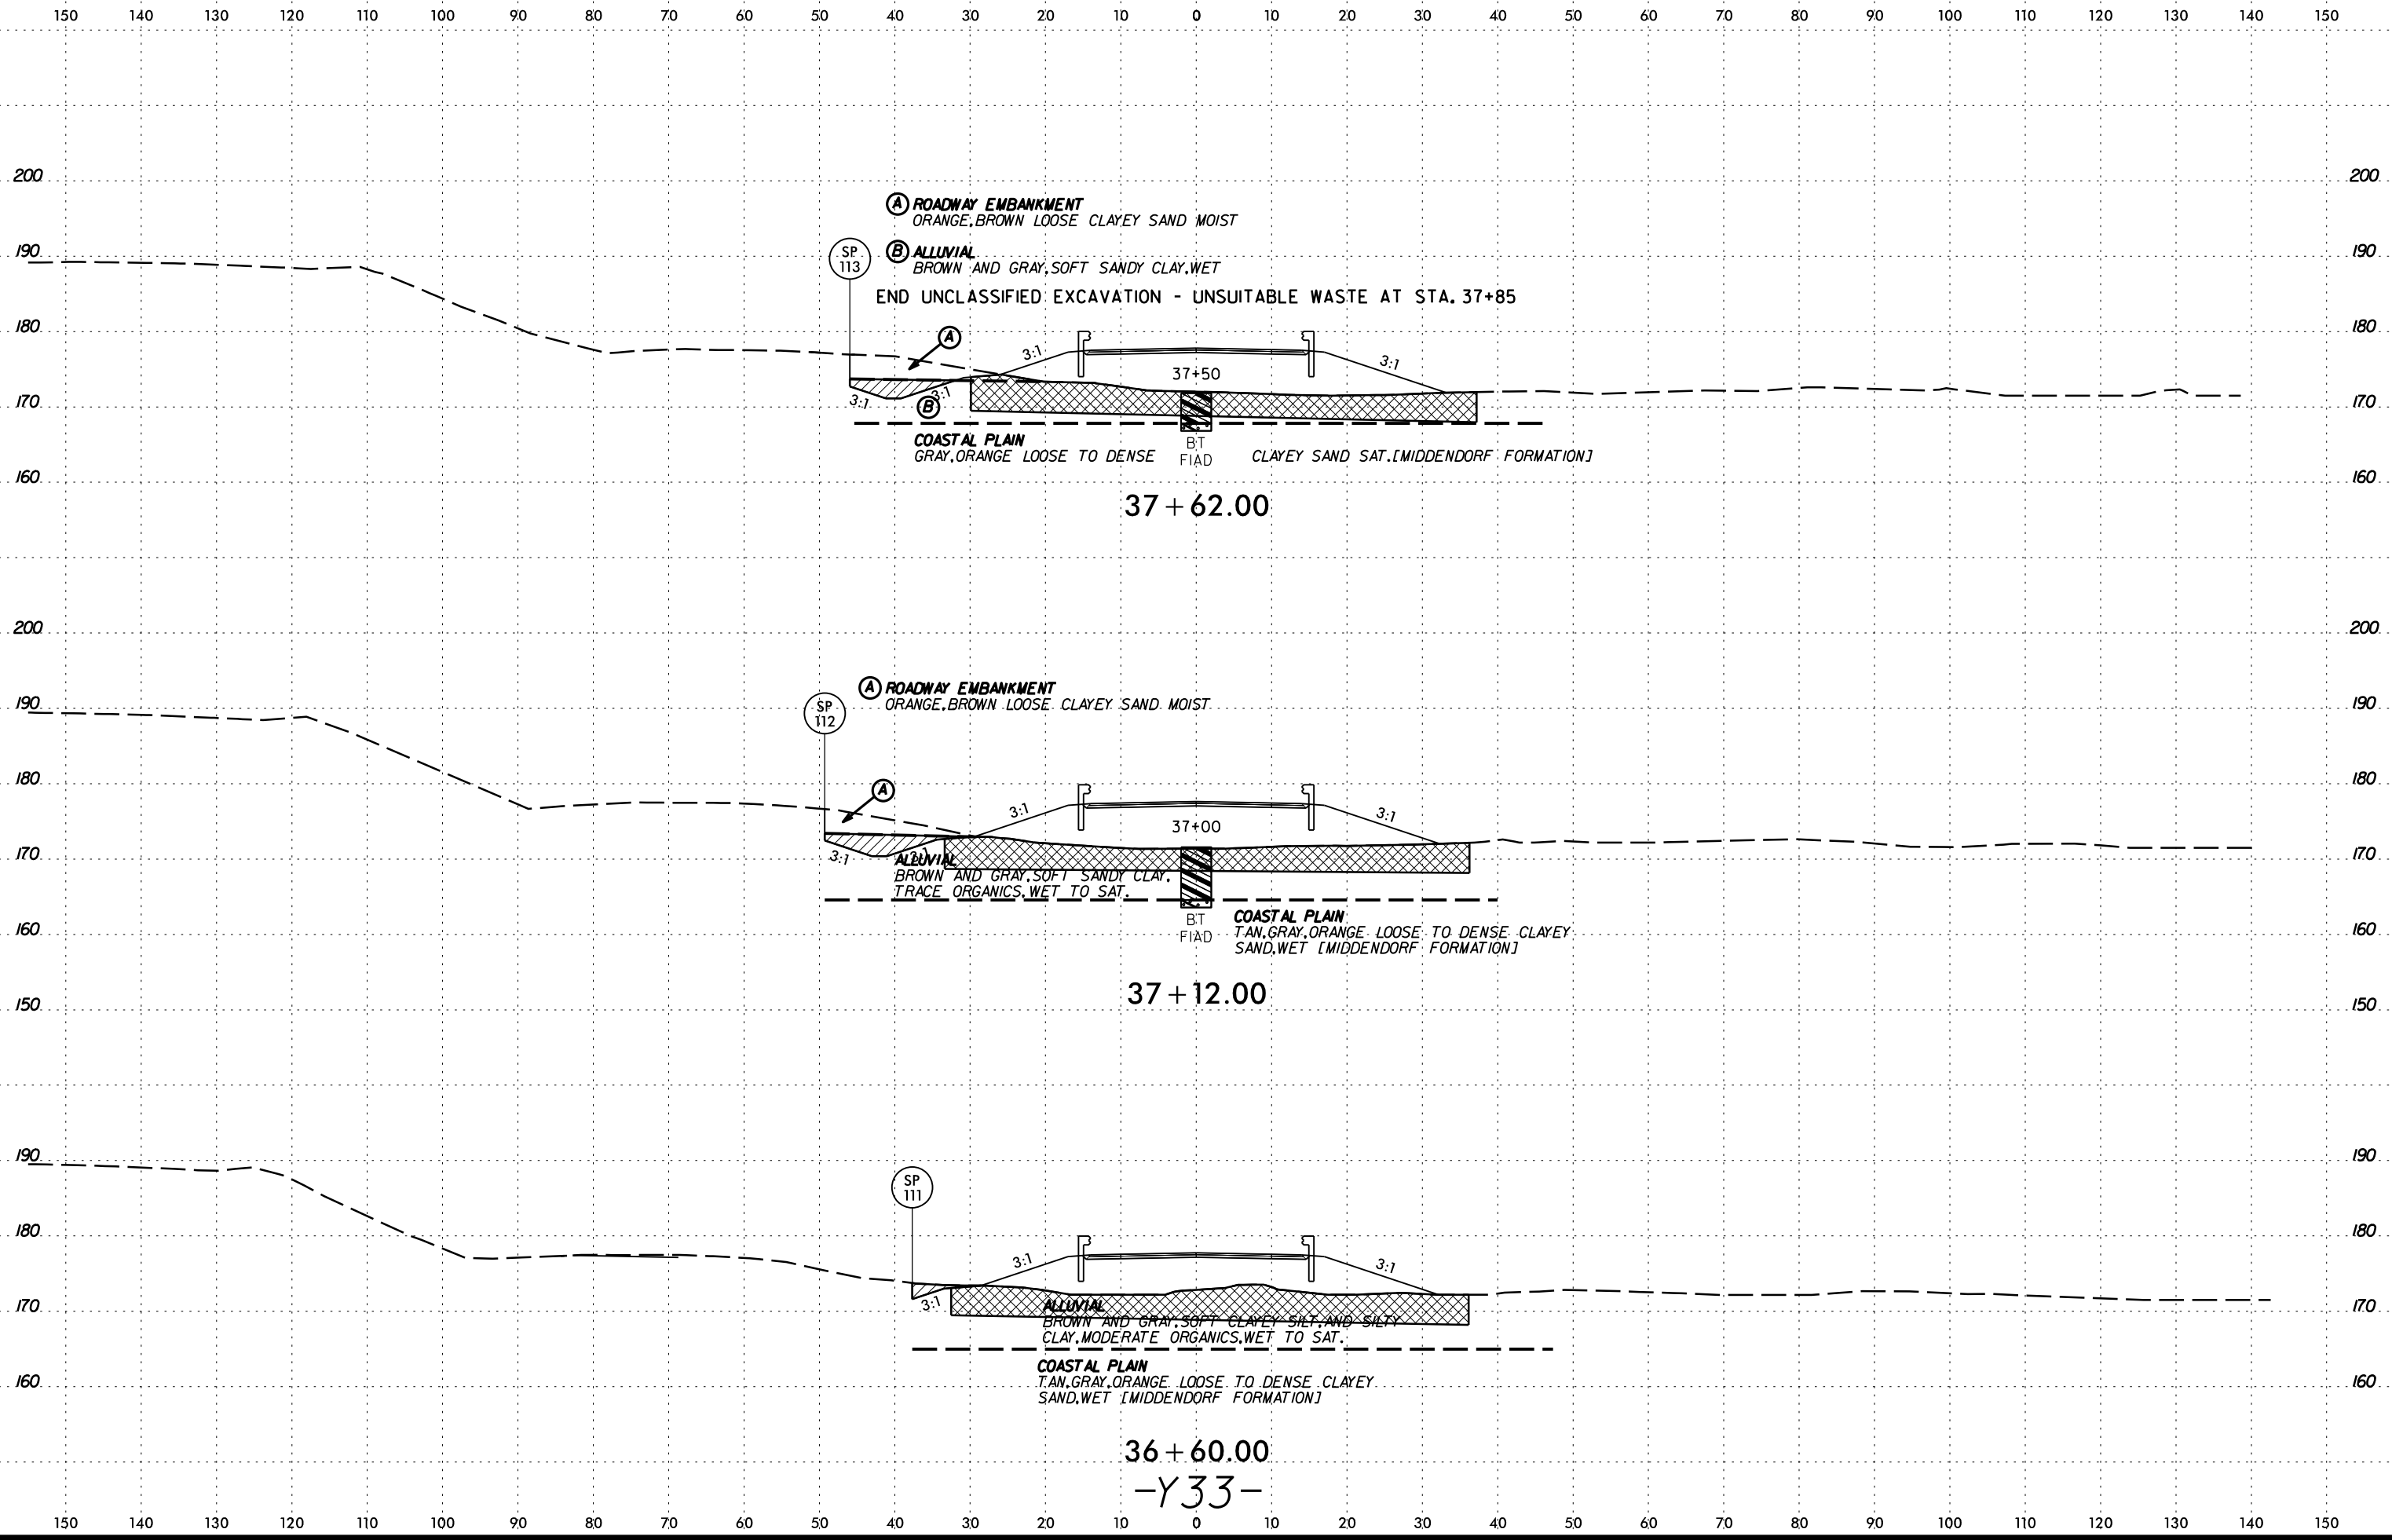 150 140 130 120 110 100 90 80 70 60 50 40 30 20 10 0 10 20 30 40 50 60 70 80 90 100 110 120 130 140 150
200 200
Ⓐ ROADWAY EMBANKMENT
ORANGE,BROWN LOOSE CLAYEY SAND MOIST
190 190
SP
113
Ⓑ ALLUVIAL
BROWN AND GRAY,SOFT SANDY CLAY,WET
END UNCLASSIFIED EXCAVATION - UNSUITABLE WASTE AT STA. 37+85
180 180
A
3:1 3:1
37+50
3:1 3:1
B
170 170
COASTAL PLAIN
GRAY,ORANGE LOOSE TO DENSE CLAYEY SAND SAT.[MIDDENDORF FORMATION]
BT
FIAD
160 160
37+62.00
200 200
Ⓐ ROADWAY EMBANKMENT
ORANGE,BROWN LOOSE CLAYEY SAND MOIST
190 190
SP
112
180 180
A
3:1 3:1
37+00
3:1 3:1
170 170
ALLUVIAL
BROWN AND GRAY,SOFT SANDY CLAY,
TRACE ORGANICS,WET TO SAT.
BT
FIAD
COASTAL PLAIN
TAN,GRAY,ORANGE LOOSE TO DENSE CLAYEY
SAND,WET [MIDDENDORF FORMATION]
160 160
37+12.00
150 150
190 190
SP
111
180 180
3:1 3:1
3:1
170 170
ALLUVIAL
BROWN AND GRAY,SOFT CLAYEY SILT,AND SILTY
CLAY,MODERATE ORGANICS,WET TO SAT.
COASTAL PLAIN
TAN,GRAY,ORANGE LOOSE TO DENSE CLAYEY
SAND,WET [MIDDENDORF FORMATION]
160 160
36+60.00
-Y33-
150 140 130 120 110 100 90 80 70 60 50 40 30 20 10 0 10 20 30 40 50 60 70 80 90 100 110 120 130 140 150